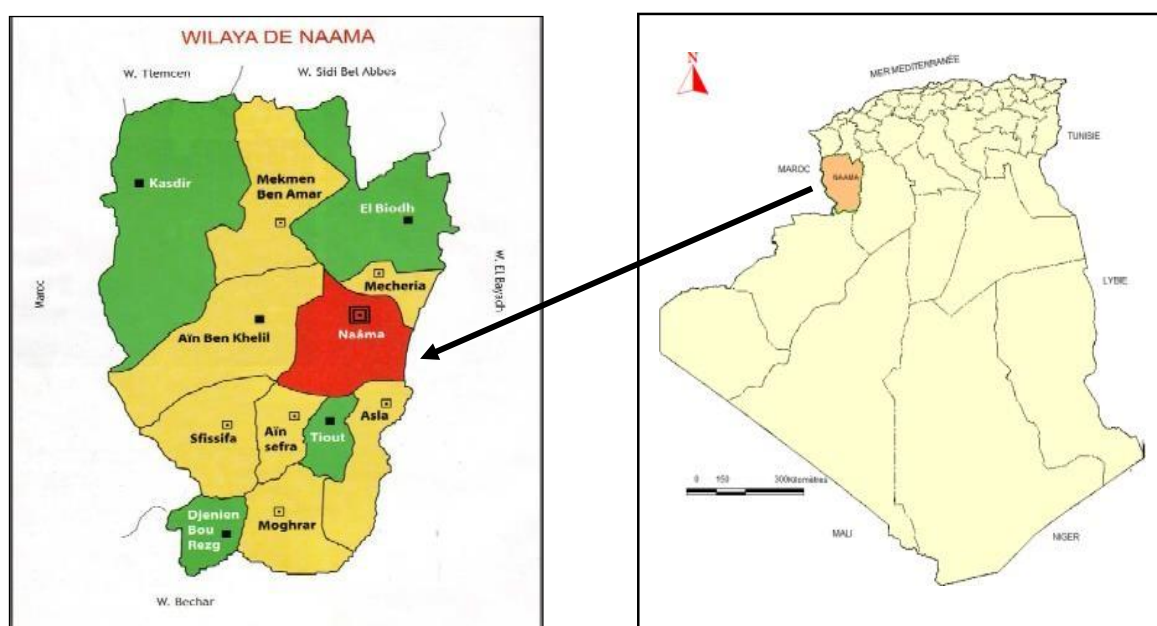 WILAYA DE NAAMA
W. Tlemcen
W. Sidi Bel Abbes
Kasdir
Mekmen
Ben Amar
El Biodh
Maroc
W. El Bayadh
Mecheria
Aïn Ben Khelil
Naâma
Sfissifa
Aïn
sefra
Tiout
Asla
Djenien
Bou
Rezg
Moghrar
W. Bechar
N
MER MEDITERRANÉE
TUNISIE
MAROC
NAAMA
LYBIE
0 150 300Kilomètres
MALI
NIGER